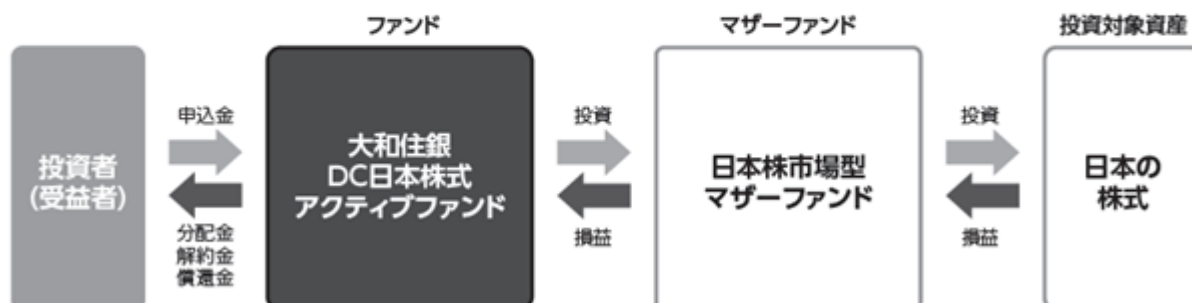 ファンド
マザーファンド
投資対象資産
投資者
(受益者)
申込金
分配金
解約金
償還金
大和住銀
DC日本株式
アクティブファンド
投資
損益
日本株市場型
マザーファンド
投資
損益
日本の
株式